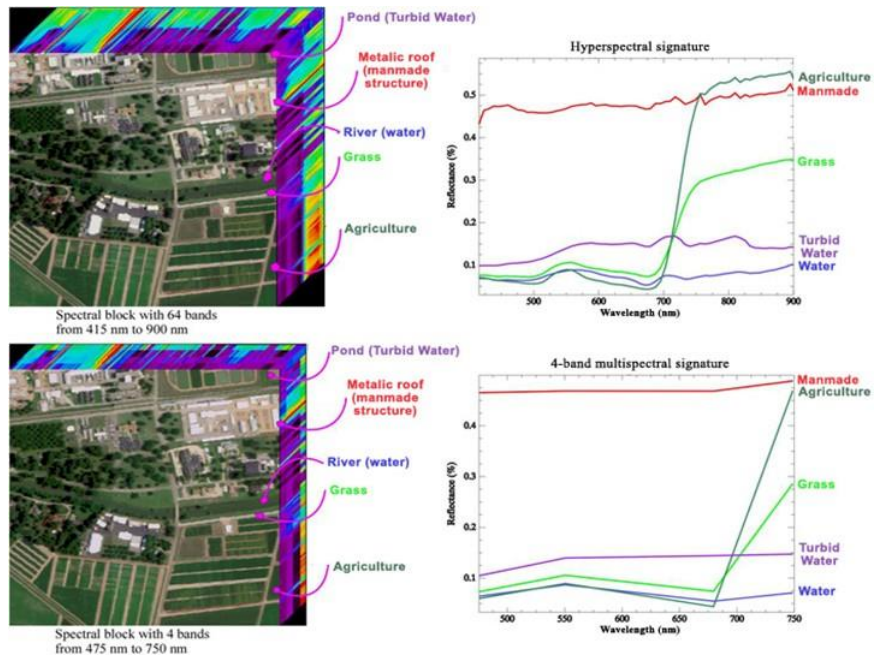 Pond (Turbid Water)
Metalic roof
(manmade
structure)
River (water)
Grass
Agriculture
Spectral block with 64 bands
from 415 nm to 900 nm
Hyperspectral signature
Reflectance (%)
0.5
0.4
0.3
0.2
0.1
500
600
700
800
900
Wavelength (nm)
Agriculture
Manmade
Grass
Turbid
Water
Water
Pond (Turbid Water)
Metalic roof
(manmade
structure)
River (water)
Grass
Agriculture
Spectral block with 4 bands
from 475 nm to 750 nm
4-band multispectral signature
Reflectance (%)
0.4
0.3
0.2
0.1
500
550
600
650
700
750
Wavelength (nm)
Manmade
Agriculture
Grass
Turbid
Water
Water